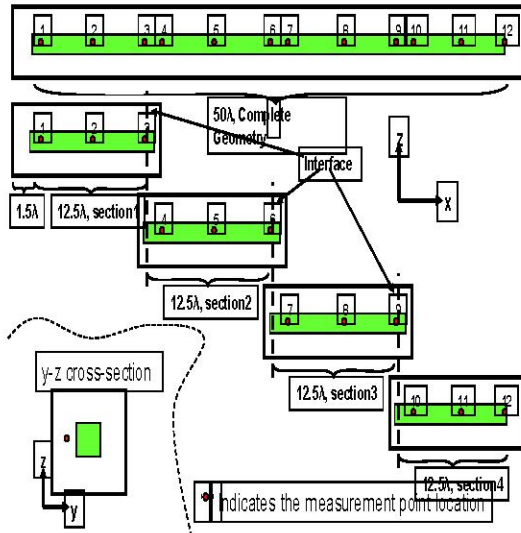 1 2 3 4 5 6 7 8 9 10 11 12
50λ, Complete
Geometry
1 2 3
Interface
z
x
1.5λ
12.5λ, section1
4 5 6
12.5λ, section2
7 8 9
y-z cross-section
12.5λ, section3
10 11 12
z
y
12.5λ, section4
Indicates the measurement point location